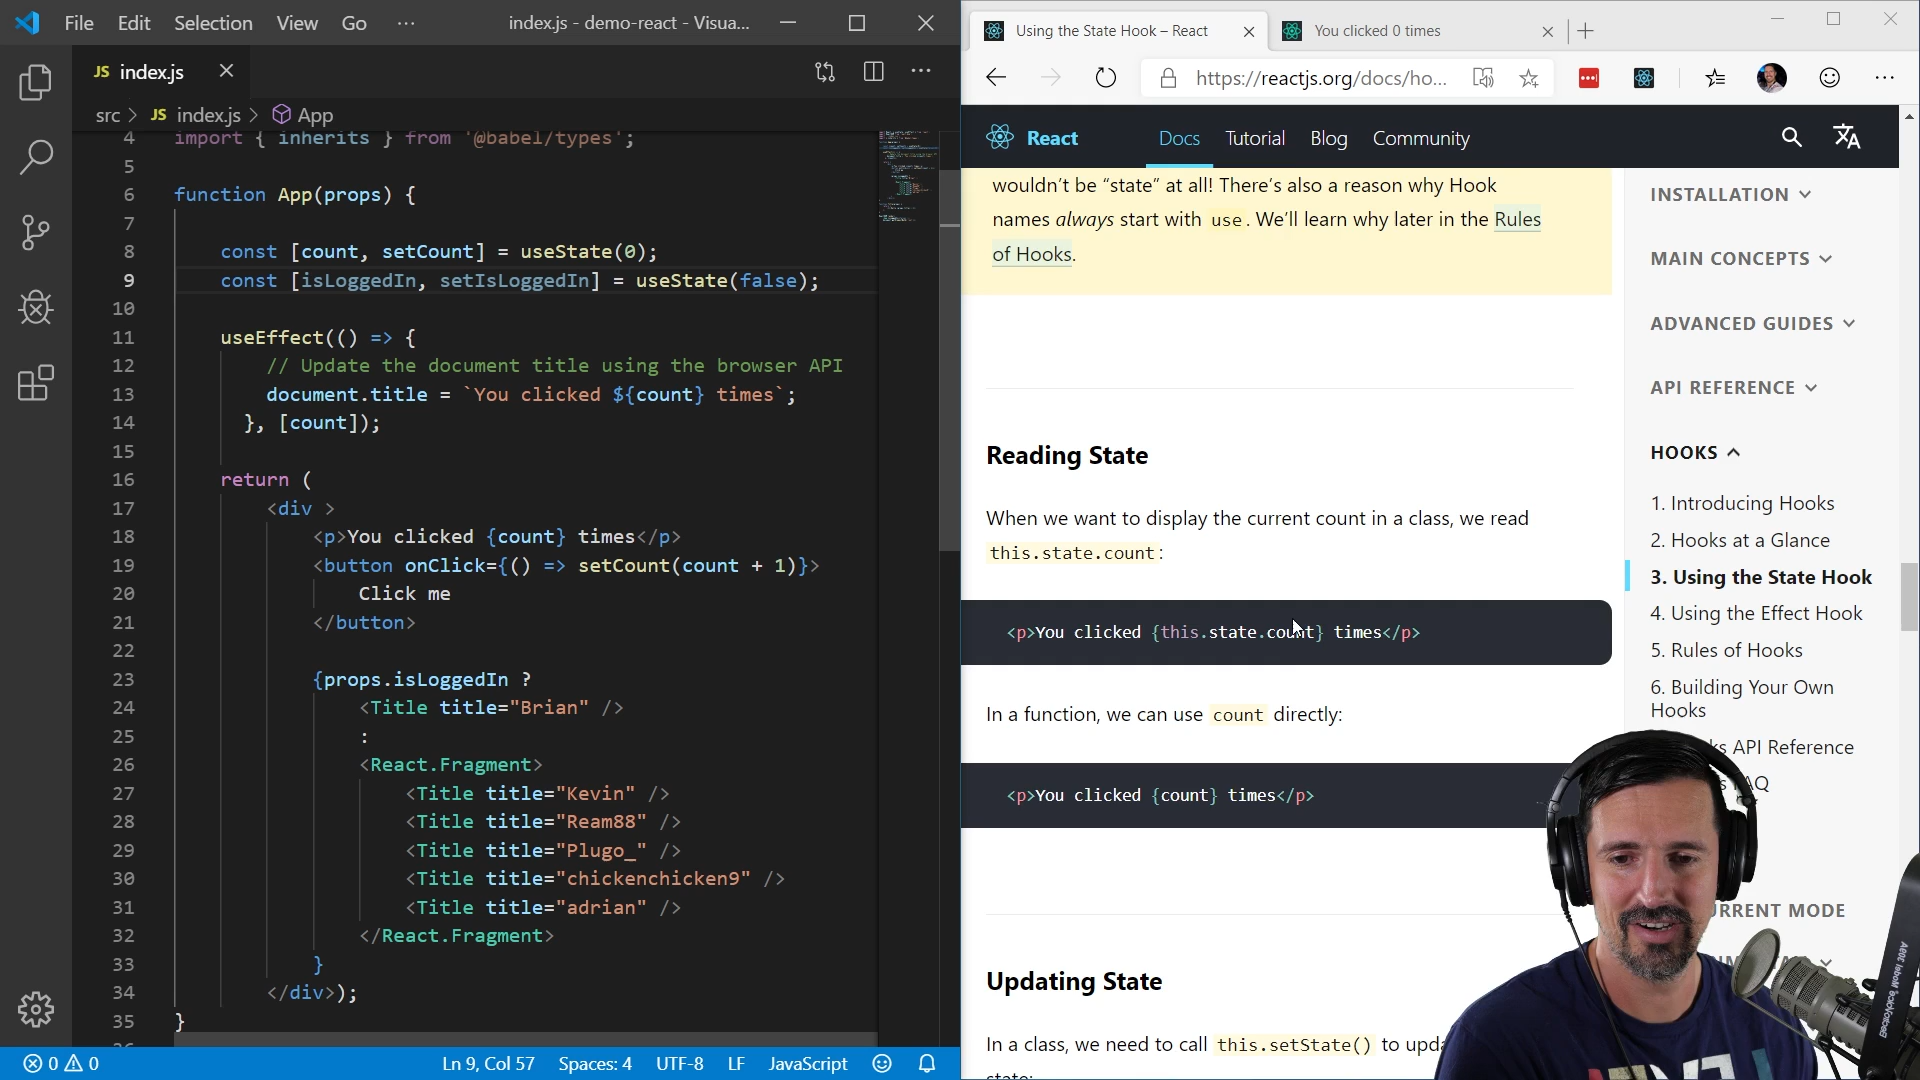 File Edit Selection View Go ··· index.js - demo-react - Visua...
JS index.js
src > JS index.js > App
4 import { inherits } from '@babel/types';
5
6 function App(props) {
7
8 const [count, setCount] = useState(0);
9 const [isLoggedIn, setIsLoggedIn] = useState(false);
10
11 useEffect(() => {
12 // Update the document title using the browser API
13 document.title = `You clicked ${count} times`;
14 }, [count]);
15
16 return (
17 <div >
18 <p>You clicked {count} times</p>
19 <button onClick={() => setCount(count + 1)}>
20 Click me
21 </button>
22
23 {props.isLoggedIn ?
24 <Title title="Brian" />
25 :
26 <React.Fragment>
27 <Title title="Kevin" />
28 <Title title="Ream88" />
29 <Title title="Plugo_" />
30 <Title title="chickenchicken9" />
31 <Title title="adrian" />
32 </React.Fragment>
33 }
34 </div>);
35 }
0 0 Ln 9, Col 57 Spaces: 4 UTF-8 LF JavaScript
Using the State Hook – React You clicked 0 times
https://reactjs.org/docs/ho...
React Docs Tutorial Blog Community
wouldn't be “state” at all! There's also a reason why Hook
names always start with use. We'll learn why later in the Rules
of Hooks.
Reading State
When we want to display the current count in a class, we read
this.state.count:
<p>You clicked {this.state.count} times</p>
In a function, we can use count directly:
<p>You clicked {count} times</p>
Updating State
In a class, we need to call this.setState() to upda
state:
INSTALLATION
MAIN CONCEPTS
ADVANCED GUIDES
API REFERENCE
HOOKS
1. Introducing Hooks
2. Hooks at a Glance
3. Using the State Hook
4. Using the Effect Hook
5. Rules of Hooks
6. Building Your Own
Hooks
API Reference
FAQ
URRENT MODE